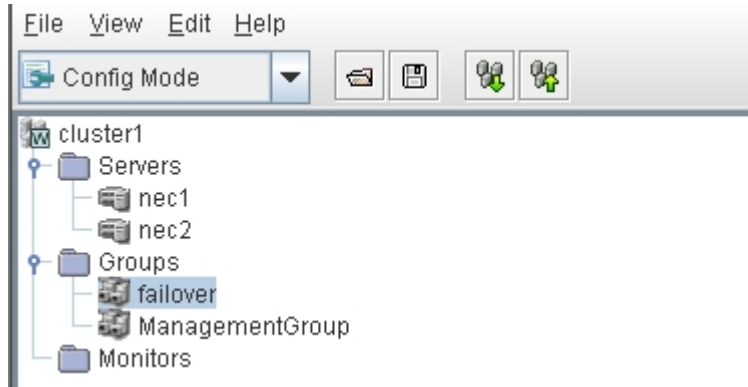 File View Edit Help
Config Mode
cluster1
Servers
nec1
nec2
Groups
failover
ManagementGroup
Monitors